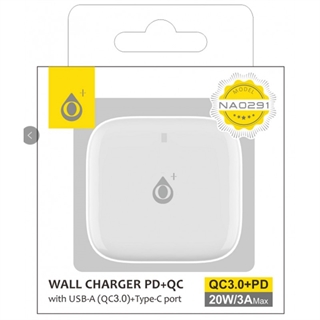 MODEL
NA0291
WALL CHARGER PD+QC
with USB-A (QC3.0)+Type-C port
QC3.0+PD
20W/3AMax